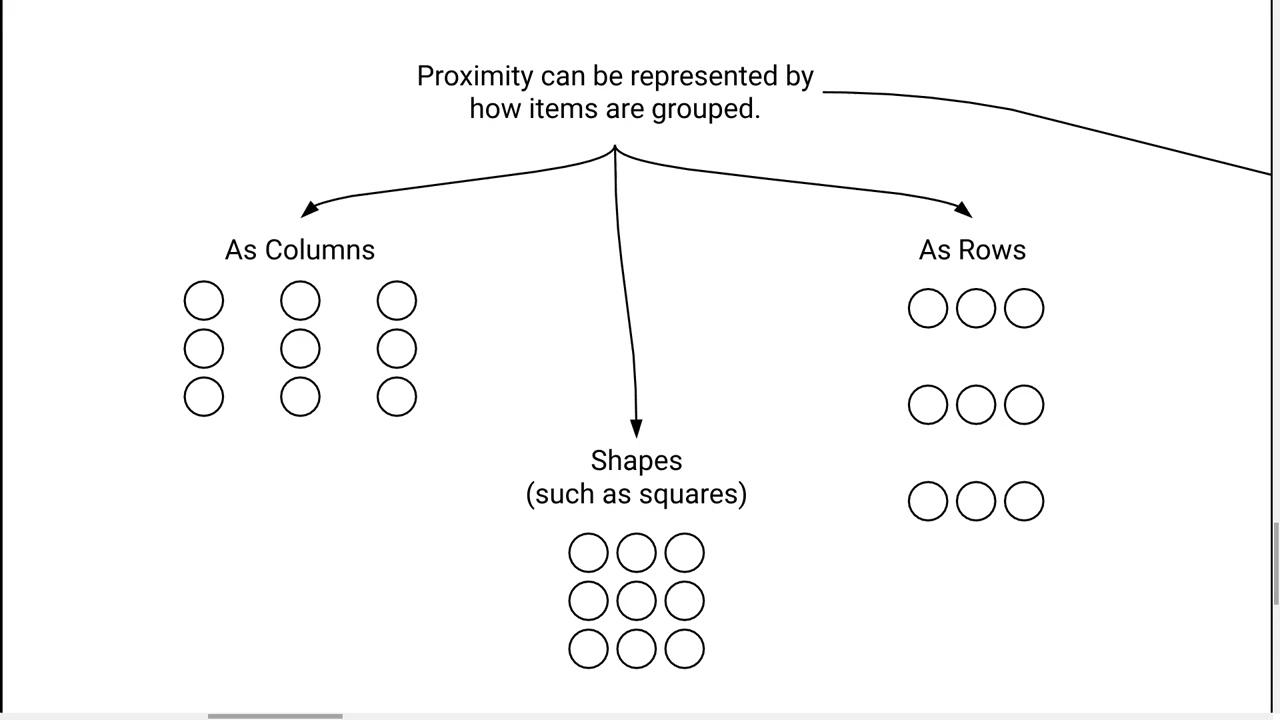 Proximity can be represented by
how items are grouped.
As Columns
As Rows
Shapes
(such as squares)